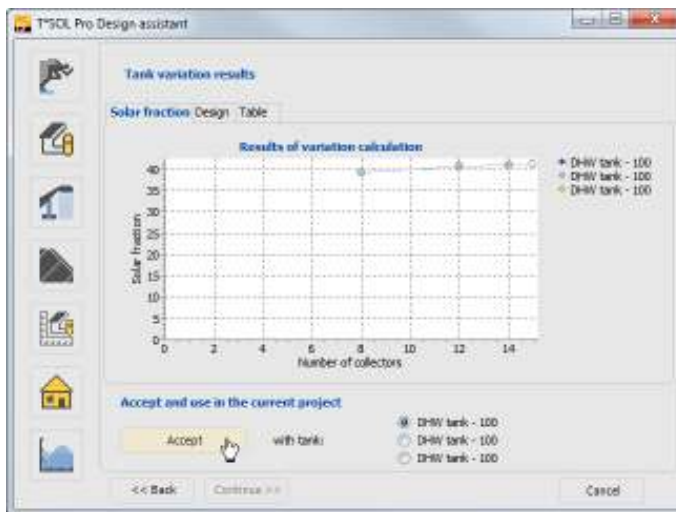 T*SOL Pro Design assistant
Tank variation results
Solar fraction Design Table
Results of variation calculation
40
35
30
25
20
15
10
5
0
Solar fraction
0 2 4 6 8 10 12 14
Number of collectors
DHW tank - 100
DHW tank - 100
DHW tank - 100
Accept and use in the current project
Accept with tank:
DHW tank - 100
DHW tank - 100
DHW tank - 100
<< Back Continue >> Cancel